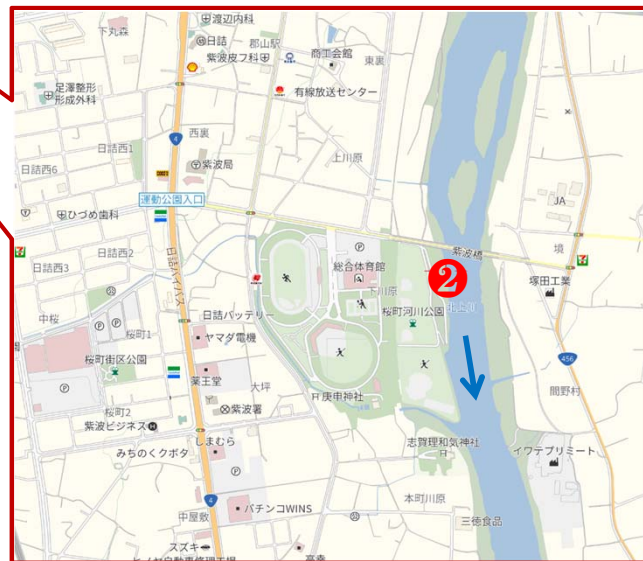 渡辺内科
下丸森
日詰
郡山駅
商工会館
東裏
紫波皮フ科
足澤整形
形成外科
有線放送センター
4
西裏
日詰西1
上川原
紫波局
日詰西6
運動公園入口
JA
ひづめ歯科
紫波橋
境
日詰西2
日詰西3
総合体育館
下川原
2
塚田工業
北上川
中桜
日詰バイパス
桜町1
日詰バッテリー
桜町河川公園
ヤマダ電機
桜町街区公園
456
薬王堂
大坪
間野村
庚申神社
桜町2
紫波署
紫波ビジネス
しまむら
志賀理和気神社
イワテプリミート
みちのくクボタ
本町川原
4
パチンコWINS
中屋敷
三徳食品
スズキ
高幸